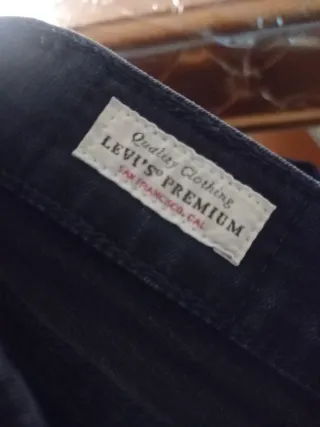 Quality Clothing
LEVI'S® PREMIUM
SAN FRANCISCO, CAL